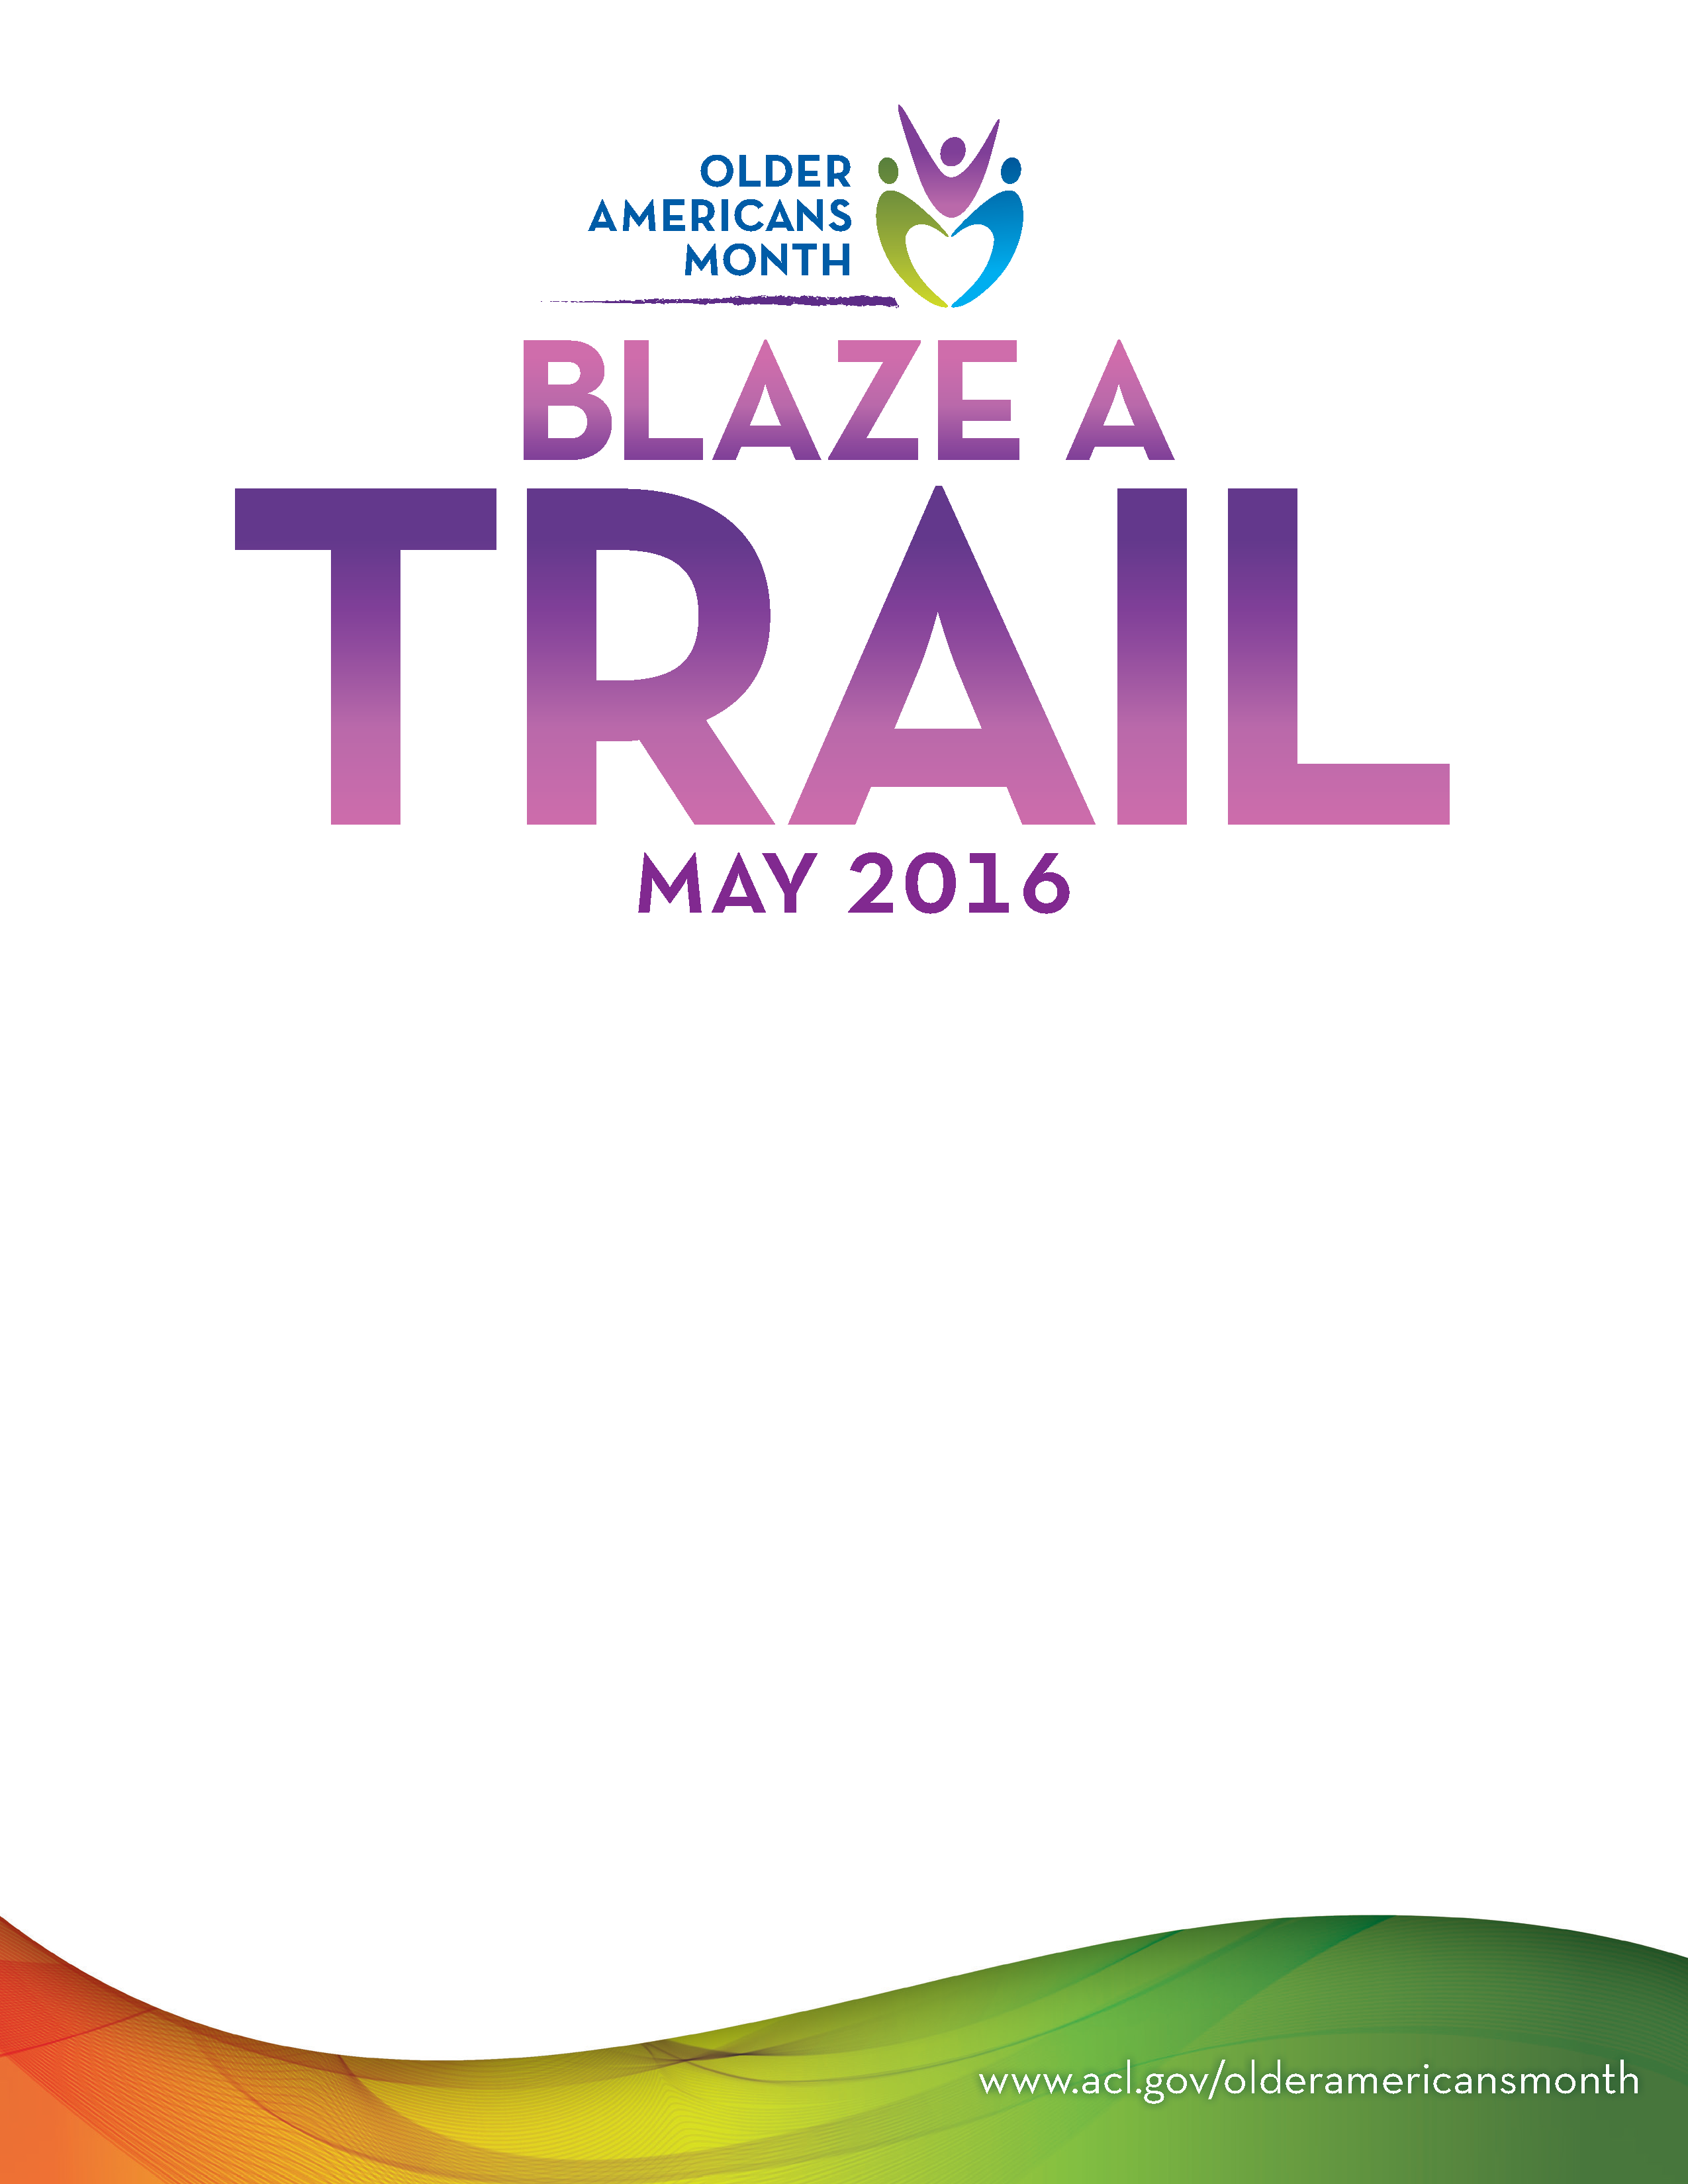 OLDER
AMERICANS
MONTH
BLAZE A
TRAIL
MAY 2016
www.acl.gov/olderamericansmonth